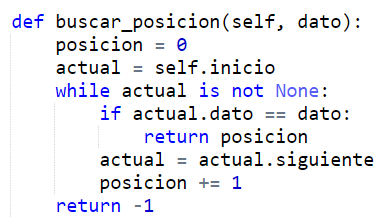 def buscar_posicion(self, dato):
    posicion = 0
    actual = self.inicio
    while actual is not None:
        if actual.dato == dato:
            return posicion
        actual = actual.siguiente
        posicion += 1
    return -1